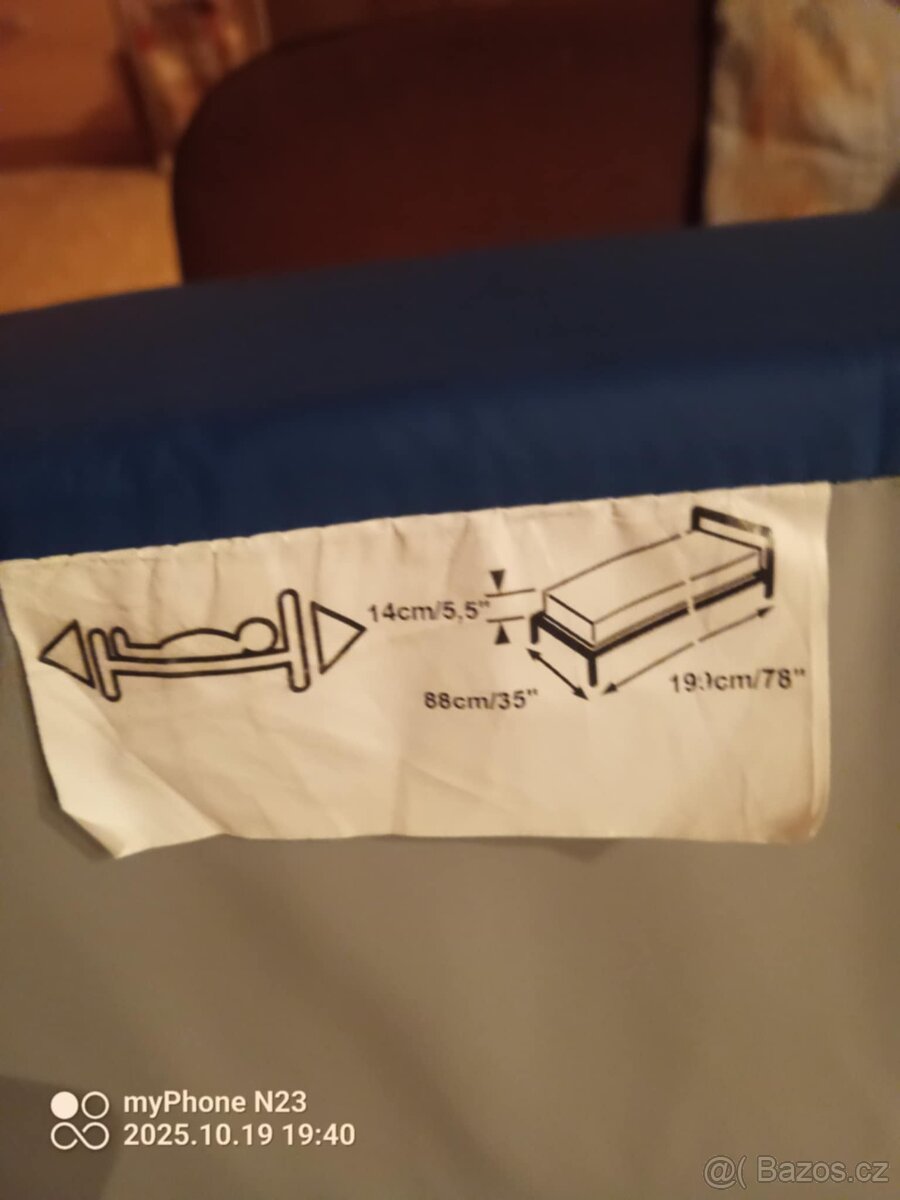 14cm/5,5"
88cm/35"
cm/78"
myPhone N23
2025.10.19 19:40
@( Bazos.cz